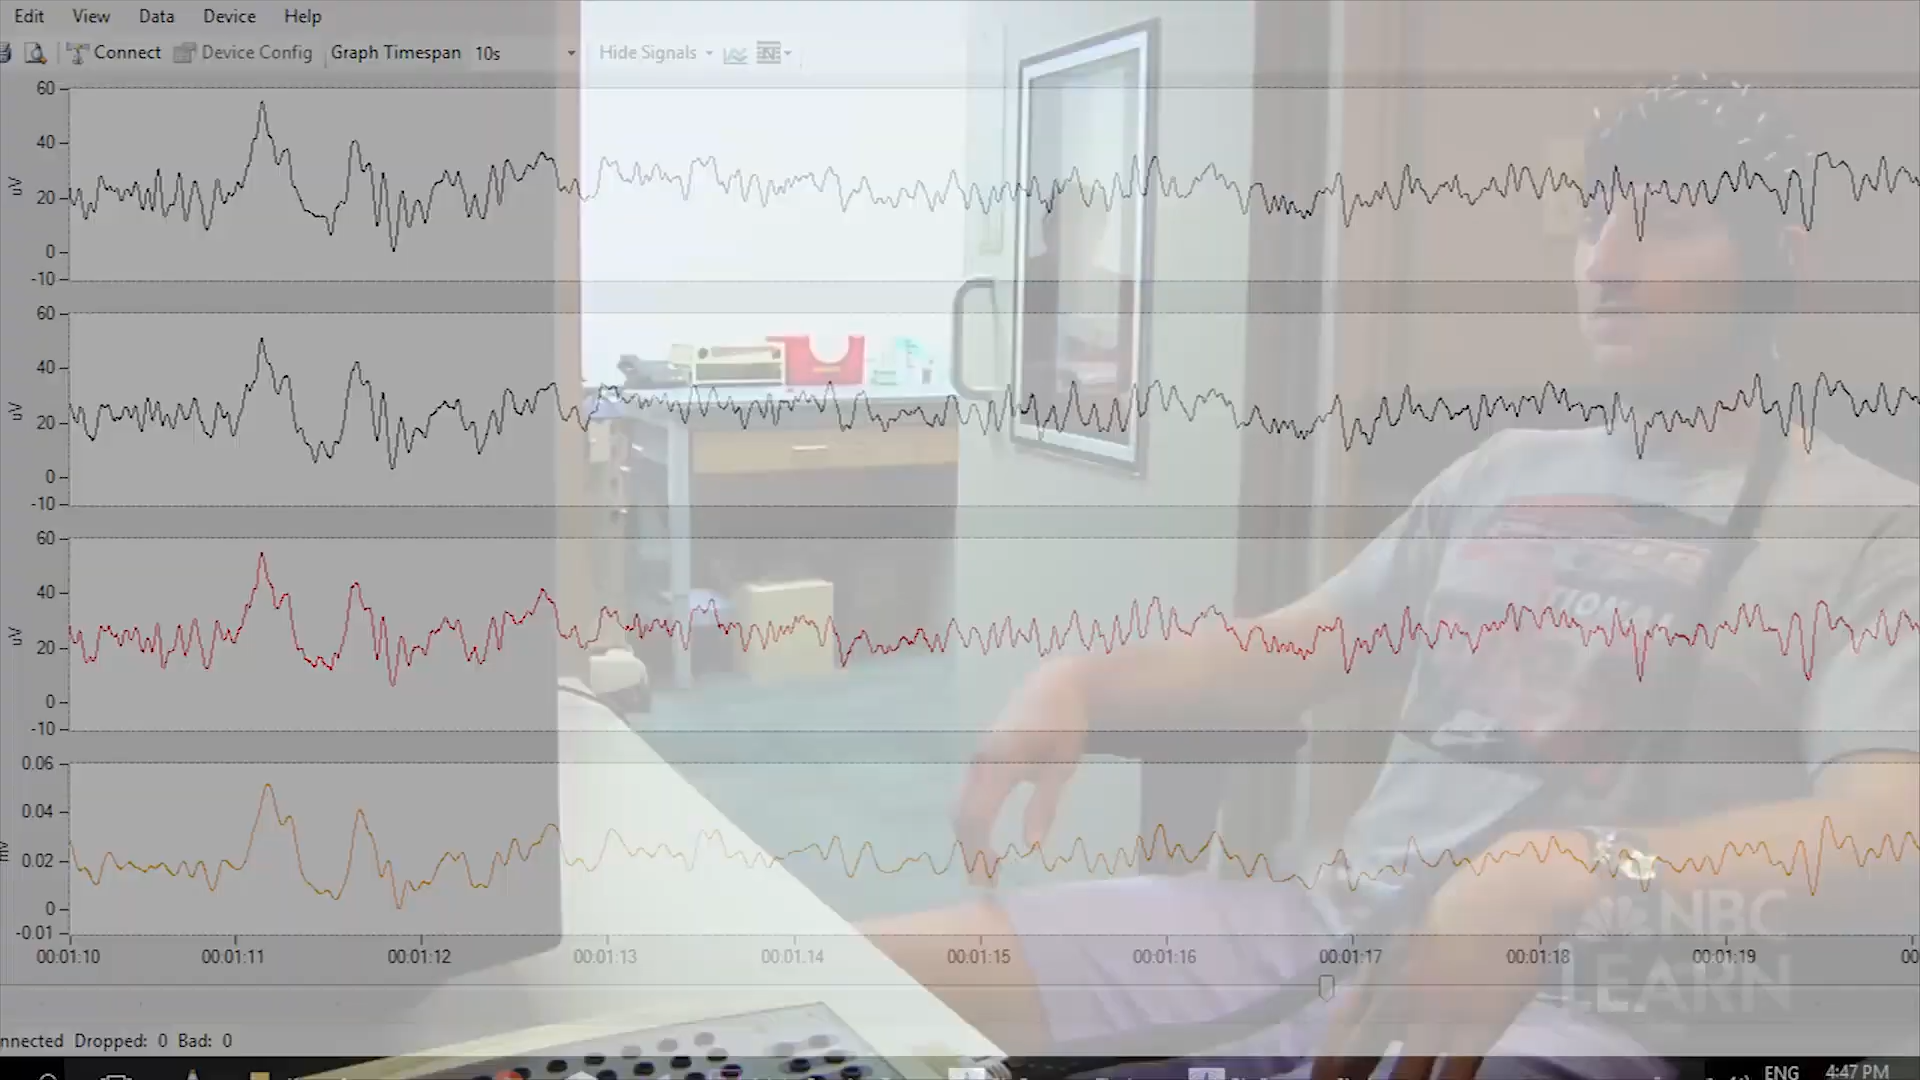 Edit View Data Device Help
Connect Device Config Graph Timespan 10s Hide Signals
60
40
uV
20
0
-10
60
40
uV
20
0
-10
60
40
uV
20
0
-10
0.06
0.04
mV
0.02
0
-0.01
00:01:10 00:01:11 00:01:12 00:01:13 00:01:14 00:01:15 00:01:16 00:01:17 00:01:18 00:01:19 00
TIONAL
NBC
LEARN
nnected Dropped: 0 Bad: 0
ENG 4:47 PM